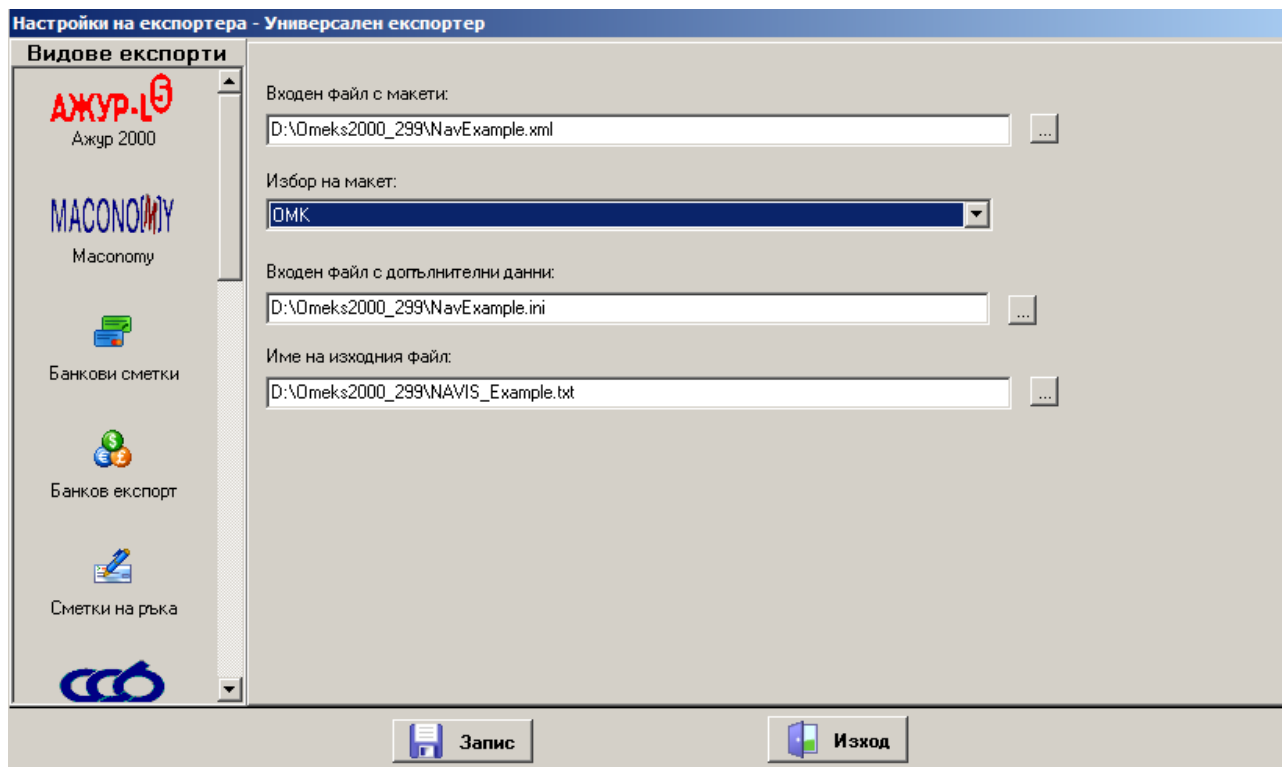 Настройки на експортера - Универсален експортер
Видове експорти
АЖУР-L5
Ажур 2000
MACONO[M]Y
Maconomy
Банкови сметки
Банков експорт
Сметки на ръка
Входен файл с макети:
D:\Omeks2000_299\NavExample.xml
...
Избор на макет:
ОМК
Входен файл с допълнителни данни:
D:\Omeks2000_299\NavExample.ini
...
Име на изходния файл:
D:\Omeks2000_299\NAVIS_Example.txt
...
Запис
Изход